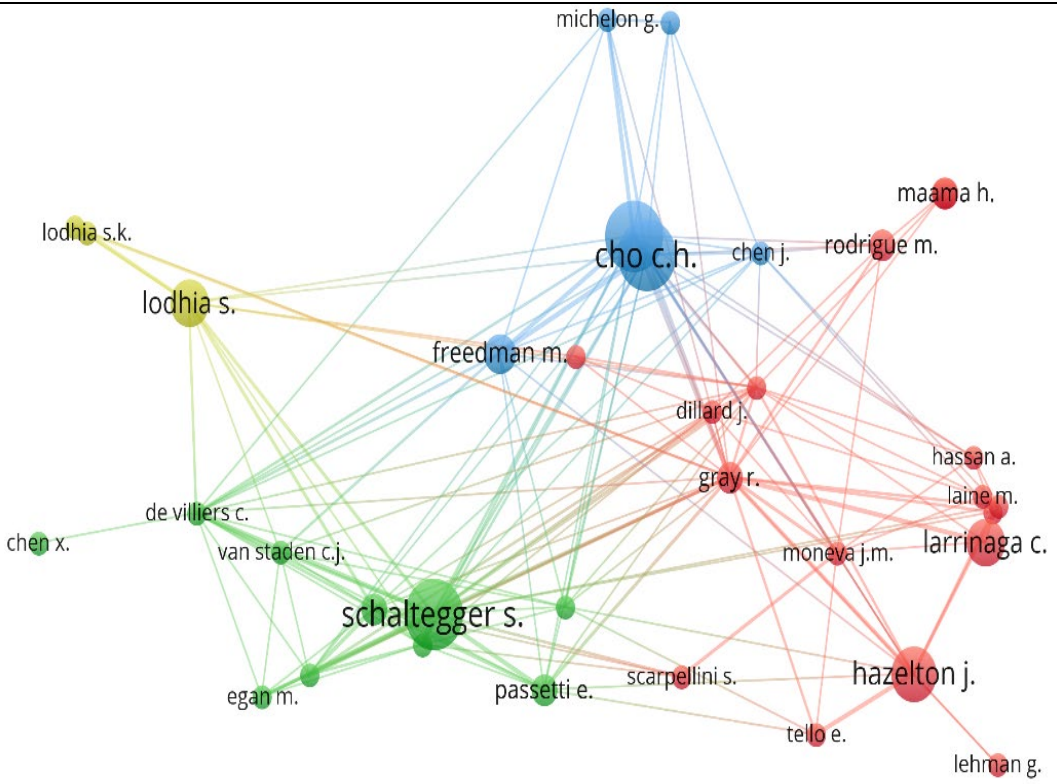 michelon g.
maama h.
lodhia s.k.
cho c.h.
chen j.
rodrigue m.
lodhia s.
freedman m.
dillard j.
hassan a.
gray r.
laine m.
de villiers c.
chen x.
van staden c.j.
moneva j.m.
larrinaga c.
schaltegger s.
egan m.
passetti e.
scarpellini s.
hazelton j.
tello e.
lehman g.